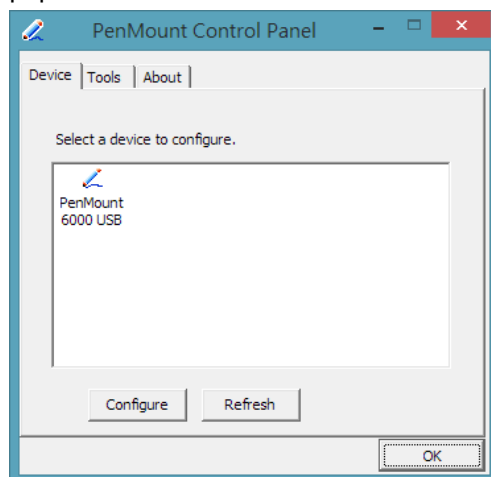 PenMount Control Panel
Device Tools About
Select a device to configure.
PenMount
6000 USB
Configure Refresh
OK